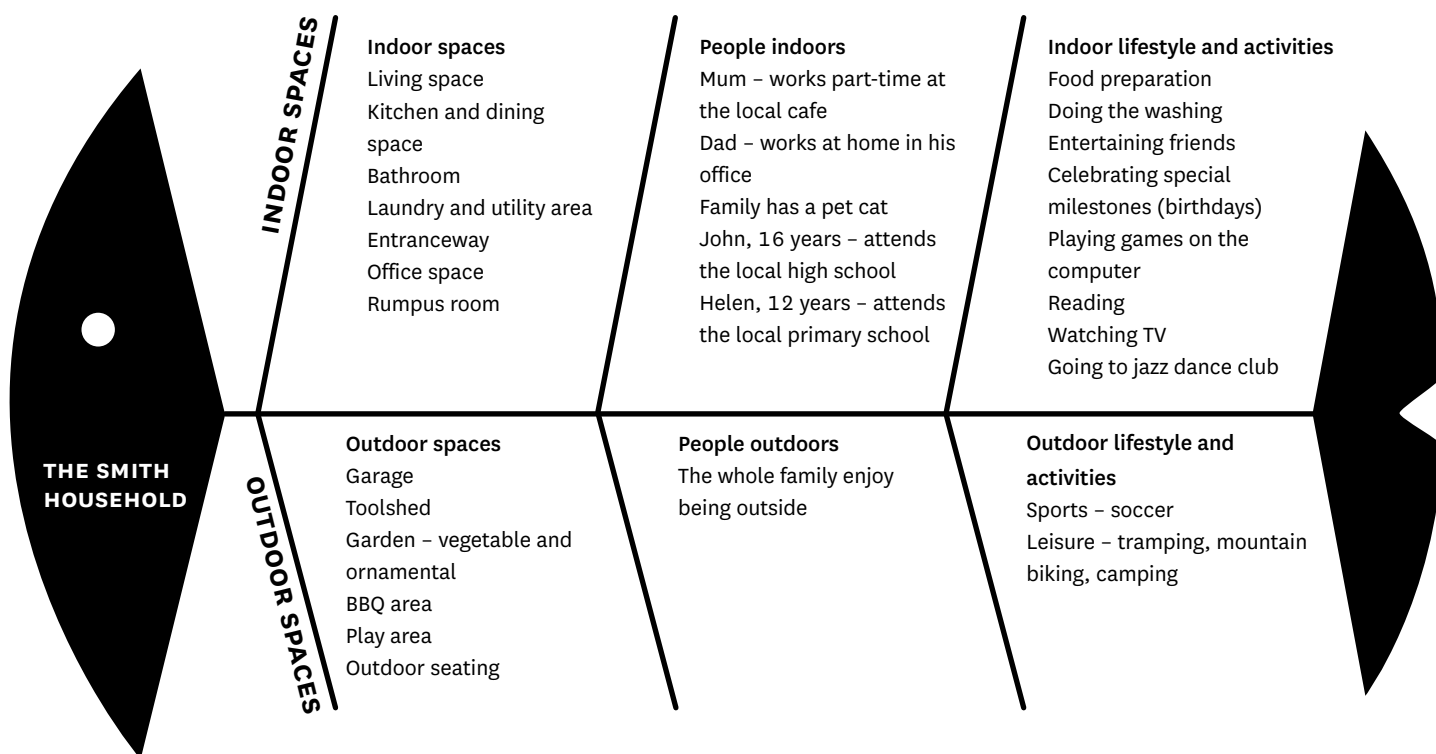 THE SMITH
HOUSEHOLD
INDOOR SPACES
Indoor spaces
Living space
Kitchen and dining
space
Bathroom
Laundry and utility area
Entranceway
Office space
Rumpus room
People indoors
Mum – works part-time at
the local cafe
Dad – works at home in his
office
Family has a pet cat
John, 16 years – attends
the local high school
Helen, 12 years – attends
the local primary school
Indoor lifestyle and activities
Food preparation
Doing the washing
Entertaining friends
Celebrating special
milestones (birthdays)
Playing games on the
computer
Reading
Watching TV
Going to jazz dance club
OUTDOOR SPACES
Outdoor spaces
Garage
Toolshed
Garden – vegetable and
ornamental
BBQ area
Play area
Outdoor seating
People outdoors
The whole family enjoy
being outside
Outdoor lifestyle and
activities
Sports – soccer
Leisure – tramping, mountain
biking, camping